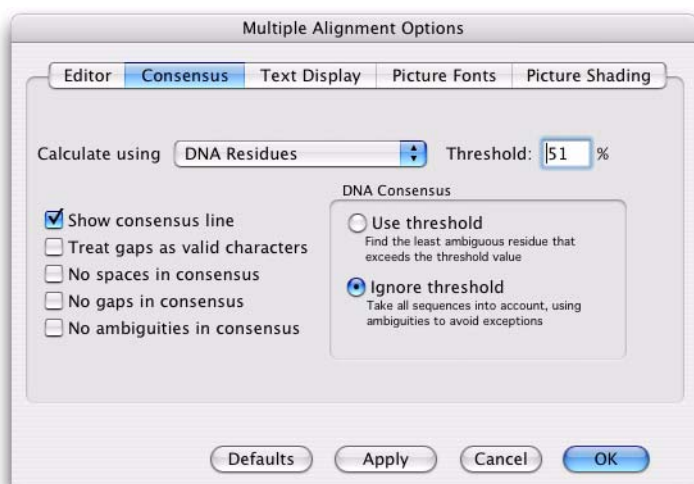 Multiple Alignment Options
Editor Consensus Text Display Picture Fonts Picture Shading
Calculate using DNA Residues Threshold: 51 %
DNA Consensus
Show consensus line
Treat gaps as valid characters
No spaces in consensus
No gaps in consensus
No ambiguities in consensus
Use threshold
Find the least ambiguous residue that
exceeds the threshold value
Ignore threshold
Take all sequences into account, using
ambiguities to avoid exceptions
Defaults Apply Cancel OK